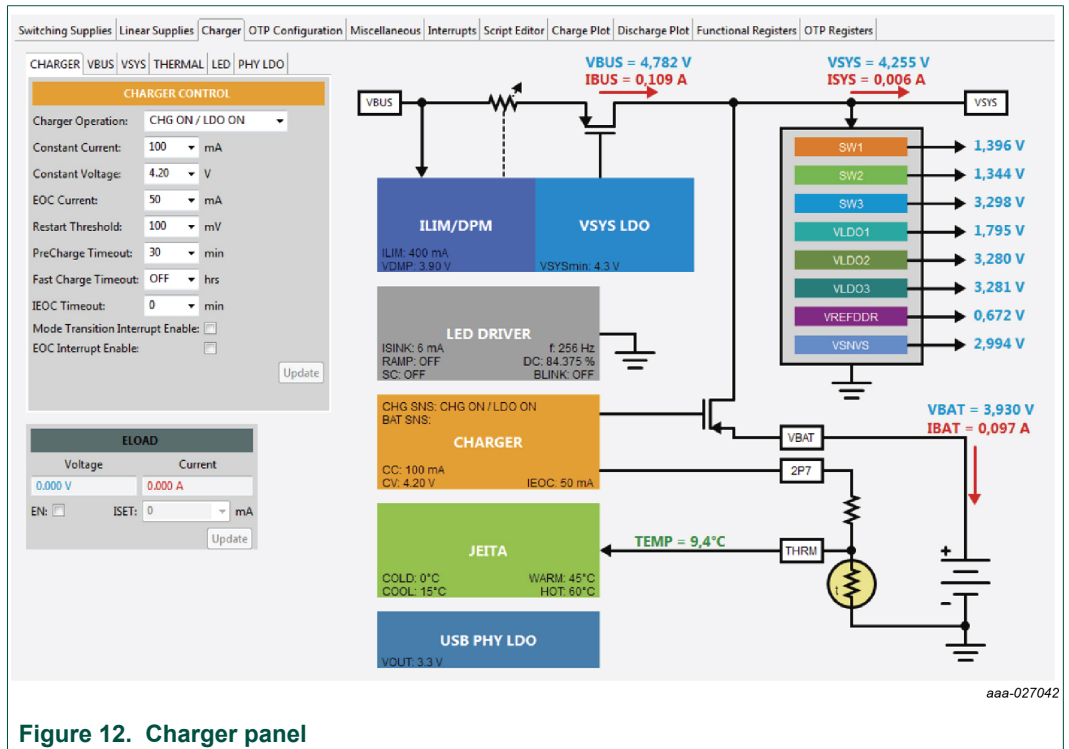 Switching Supplies Linear Supplies Charger OTP Configuration Miscellaneous Interrupts Script Editor Charge Plot Discharge Plot Functional Registers OTP Registers
CHARGER VBUS VSYS THERMAL LED PHY LDO
CHARGER CONTROL
Charger Operation: CHG ON / LDO ON
Constant Current: 100 mA
Constant Voltage: 4.20 V
EOC Current: 50 mA
Restart Threshold: 100 mV
PreCharge Timeout: 30 min
Fast Charge Timeout: OFF hrs
IEOC Timeout: 0 min
Mode Transition Interrupt Enable:
EOC Interrupt Enable:
Update
ELOAD
Voltage Current
0.000 V 0.000 A
EN: ISET: 0 mA
Update
VBUS = 4,782 V
IBUS = 0,109 A
VSYS = 4,255 V
ISYS = 0,006 A
VBUS
VSYS
ILIM/DPM
ILIM: 400 mA
VDMP: 3.90 V
VSYS LDO
VSYSmin: 4.3 V
SW1 1,396 V
SW2 1,344 V
SW3 3,298 V
VLDO1 1,795 V
VLDO2 3,280 V
VLDO3 3,281 V
VREFDDR 0,672 V
VSNVS 2,994 V
LED DRIVER
ISINK: 6 mA f: 256 Hz
RAMP: OFF DC: 84.375 %
SC: OFF BLINK: OFF
CHG SNS: CHG ON / LDO ON
BAT SNS:
CHARGER
CC: 100 mA
CV: 4.20 V IEOC: 50 mA
VBAT = 3,930 V
IBAT = 0,097 A
VBAT
2P7
JEITA
COLD: 0°C WARM: 45°C
COOL: 15°C HOT: 60°C
TEMP = 9,4°C
THRM
t
+
-
USB PHY LDO
VOUT: 3.3 V
aaa-027042
Figure 12. Charger panel